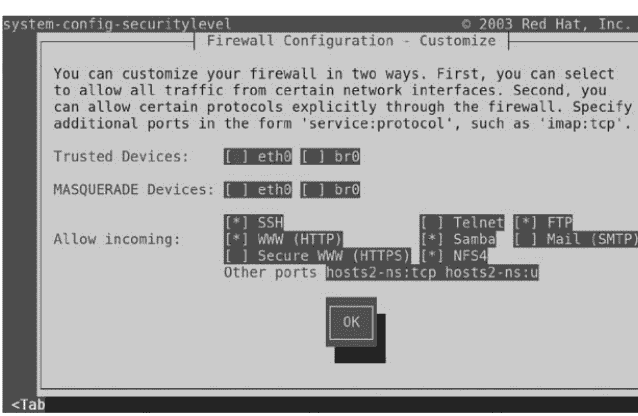 system-config-securitylevel © 2003 Red Hat, Inc.
Firewall Configuration - Customize
You can customize your firewall in two ways. First, you can select
to allow all traffic from certain network interfaces. Second, you
can allow certain protocols explicitly through the firewall. Specify
additional ports in the form 'service:protocol', such as 'imap:tcp'.
Trusted Devices: [ ] eth0 [ ] br0
MASQUERADE Devices: [ ] eth0 [ ] br0
[*] SSH [ ] Telnet [*] FTP
Allow incoming: [*] WWW (HTTP) [*] Samba [ ] Mail (SMTP)
[ ] Secure WWW (HTTPS) [*] NFS4
Other ports hosts2-ns:tcp hosts2-ns:u
OK
<Tab